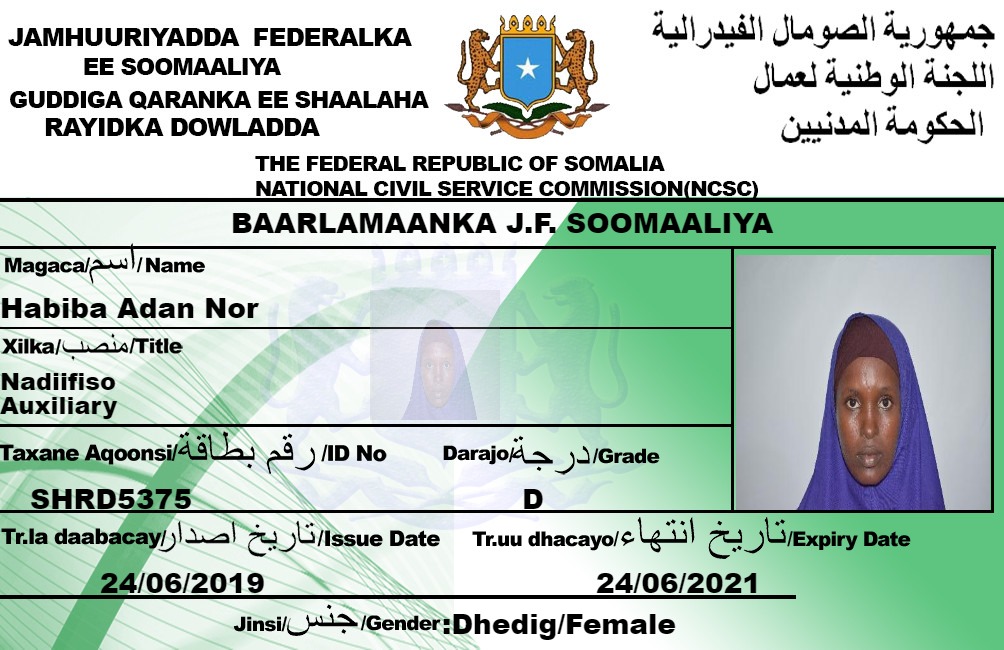 JAMHUURIYADDA FEDERALKA
EE SOOMAALIYA
GUDDIGA QARANKA EE SHAALAHA
RAYIDKA DOWLADDA
جمهورية الصومال الفيدرالية
اللجنة الوطنية لعمال
الحكومة المدنيين
THE FEDERAL REPUBLIC OF SOMALIA
NATIONAL CIVIL SERVICE COMMISSION(NCSC)
BAARLAMAANKA J.F. SOOMAALIYA
Magaca/اسم/Name
Habiba Adan Nor
Xilka/منصب/Title
Nadiifiso
Auxiliary
Taxane Aqoonsi/رقم بطاقة/ID No Darajo/درجة/Grade
SHRD5375 D
Tr.la daabacay/تاريخ اصدار/Issue Date Tr.uu dhacayo/تاريخ انتهاء/Expiry Date
24/06/2019 24/06/2021
Jinsi/جنس/Gender:Dhedig/Female